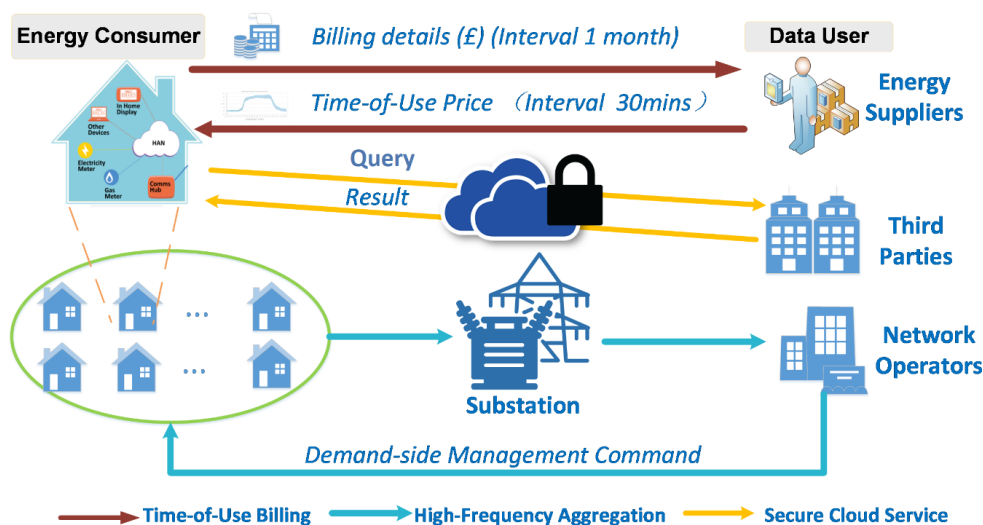 Energy Consumer
Billing details (£) (Interval 1 month)
Data User
Time-of-Use Price （Interval 30mins）
Energy
Suppliers
In Home
Display
Other
Devices
HAN
Electricity
Meter
Gas
Meter
Comms
Hub
Query
Result
Third
Parties
...
...
Substation
Network
Operators
Demand-side Management Command
Time-of-Use Billing
High-Frequency Aggregation
Secure Cloud Service